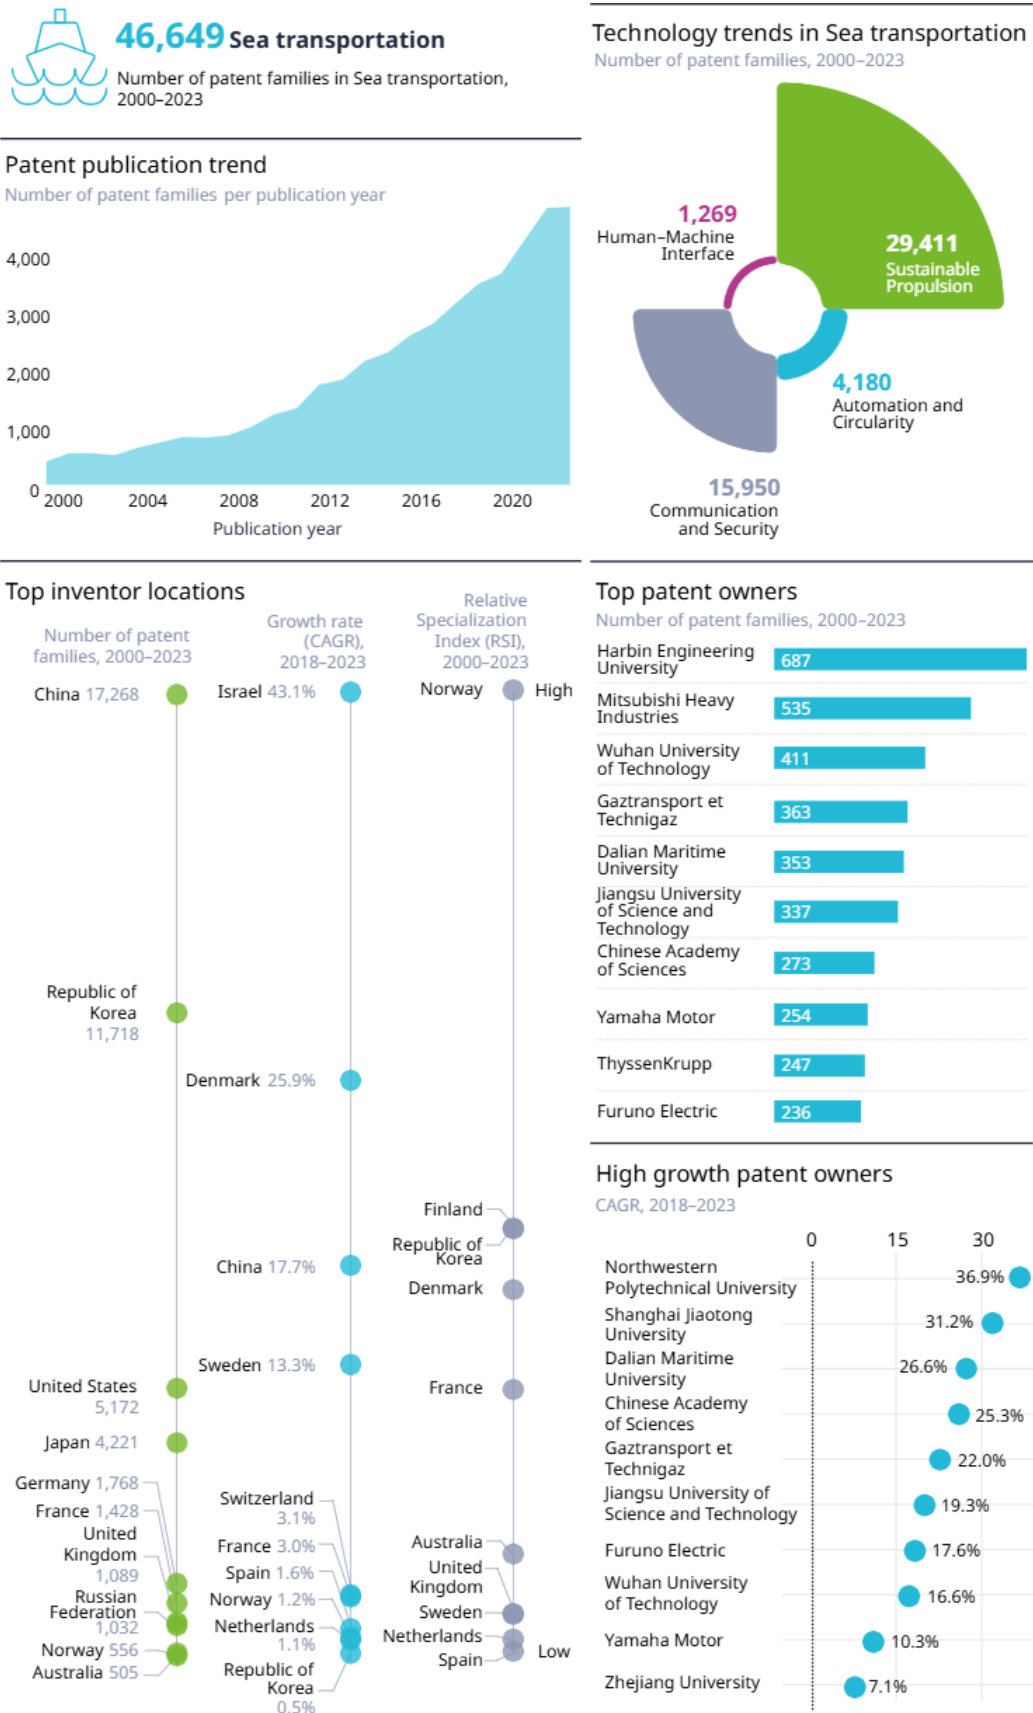 46,649 Sea transportation
Number of patent families in Sea transportation,
2000–2023
Patent publication trend
Number of patent families per publication year
4,000
3,000
2,000
1,000
0
2000 2004 2008 2012 2016 2020
Publication year
Technology trends in Sea transportation
Number of patent families, 2000–2023
1,269
Human–Machine
Interface
29,411
Sustainable
Propulsion
4,180
Automation and
Circularity
15,950
Communication
and Security
Top inventor locations
Number of patent
families, 2000–2023
China 17,268
Republic of
Korea
11,718
United States
5,172
Japan 4,221
Germany 1,768
France 1,428
United
Kingdom
1,089
Russian
Federation
1,032
Norway 556
Australia 505
Growth rate
(CAGR),
2018–2023
Israel 43.1%
Denmark 25.9%
China 17.7%
Sweden 13.3%
Switzerland
3.1%
France 3.0%
Spain 1.6%
Norway 1.2%
Netherlands
1.1%
Republic of
Korea
0.5%
Relative
Specialization
Index (RSI),
2000–2023
Norway High
Finland
Republic of
Korea
Denmark
France
Australia
United
Kingdom
Sweden
Netherlands
Spain
Low
Top patent owners
Number of patent families, 2000–2023
Harbin Engineering
University
687
Mitsubishi Heavy
Industries
535
Wuhan University
of Technology
411
Gaztransport et
Technigaz
363
Dalian Maritime
University
353
Jiangsu University
of Science and
Technology
337
Chinese Academy
of Sciences
273
Yamaha Motor 254
ThyssenKrupp 247
Furuno Electric 236
High growth patent owners
CAGR, 2018–2023
0 15 30
Northwestern
Polytechnical University
36.9%
Shanghai Jiaotong
University
31.2%
Dalian Maritime
University
26.6%
Chinese Academy
of Sciences
25.3%
Gaztransport et
Technigaz
22.0%
Jiangsu University of
Science and Technology
19.3%
Furuno Electric 17.6%
Wuhan University
of Technology
16.6%
Yamaha Motor 10.3%
Zhejiang University 7.1%